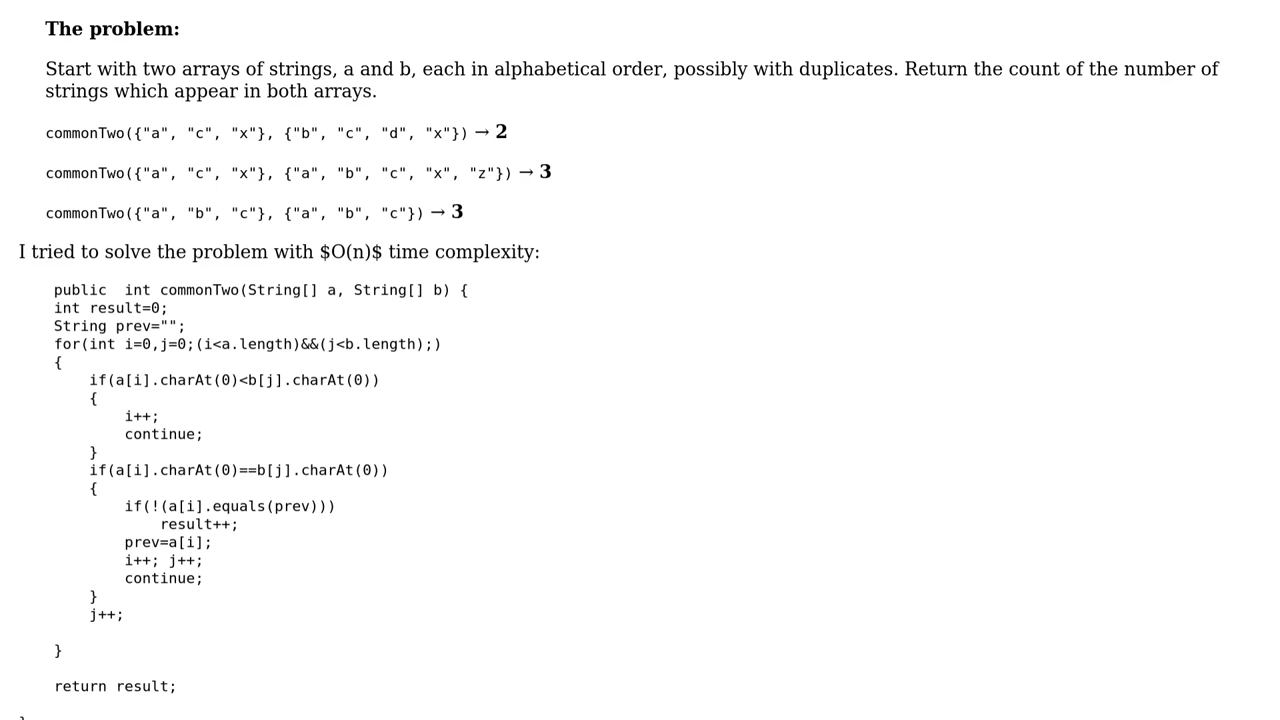 The problem:
Start with two arrays of strings, a and b, each in alphabetical order, possibly with duplicates. Return the count of the number of
strings which appear in both arrays.
commonTwo({"a", "c", "x"}, {"b", "c", "d", "x"}) → 2
commonTwo({"a", "c", "x"}, {"a", "b", "c", "x", "z"}) → 3
commonTwo({"a", "b", "c"}, {"a", "b", "c"}) → 3
I tried to solve the problem with $O(n)$ time complexity:
public  int commonTwo(String[] a, String[] b) {
int result=0;
String prev="";
for(int i=0,j=0;(i<a.length)&&(j<b.length);)
{
    if(a[i].charAt(0)<b[j].charAt(0))
    {
        i++;
        continue;
    }
    if(a[i].charAt(0)==b[j].charAt(0))
    {
        if(!(a[i].equals(prev)))
            result++;
        prev=a[i];
        i++; j++;
        continue;
    }
    j++;
}
return result;
}